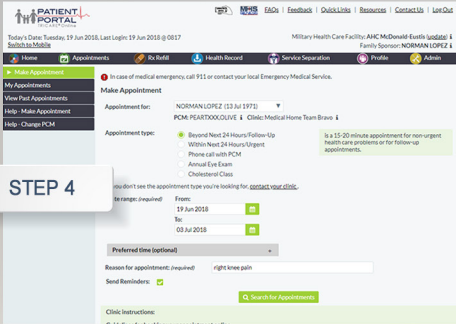 PATIENT PORTAL
TRICARE Online
MHS
FAQs | Feedback | Quick Links | Resources | Contact Us | Log Out
Today's Date: Tuesday, 19 Jun 2018, Last Login: 19 Jun 2018 @ 0817
Military Health Care Facility: AHC McDonald-Eustis (update)
Switch to Mobile
Family Sponsor: NORMAN LOPEZ
Home
Appointments
Rx Refill
Health Record
Service Separation
Profile
Admin
Make Appointment
My Appointments
View Past Appointments
Help - Make Appointment
Help - Change PCM
In case of medical emergency, call 911 or contact your local Emergency Medical Service.
Make Appointment
Appointment for:
NORMAN LOPEZ (13 Jul 1971)
PCM: PEARTXXX,OLIVE Clinic: Medical Home Team Bravo
Appointment type:
Beyond Next 24 Hours/Follow-Up
Within Next 24 Hours/Urgent
Phone call with PCM
Annual Eye Exam
Cholesterol Class
is a 15-20 minute appointment for non-urgent
health care problems or for follow-up
appointments.
STEP 4
you don't see the appointment type you're looking for, contact your clinic.
te range: (required)
From:
19 Jun 2018
To:
03 Jul 2018
Preferred time (optional)
Reason for appointment: (required)
right knee pain
Send Reminders:
Search for Appointments
Clinic instructions: